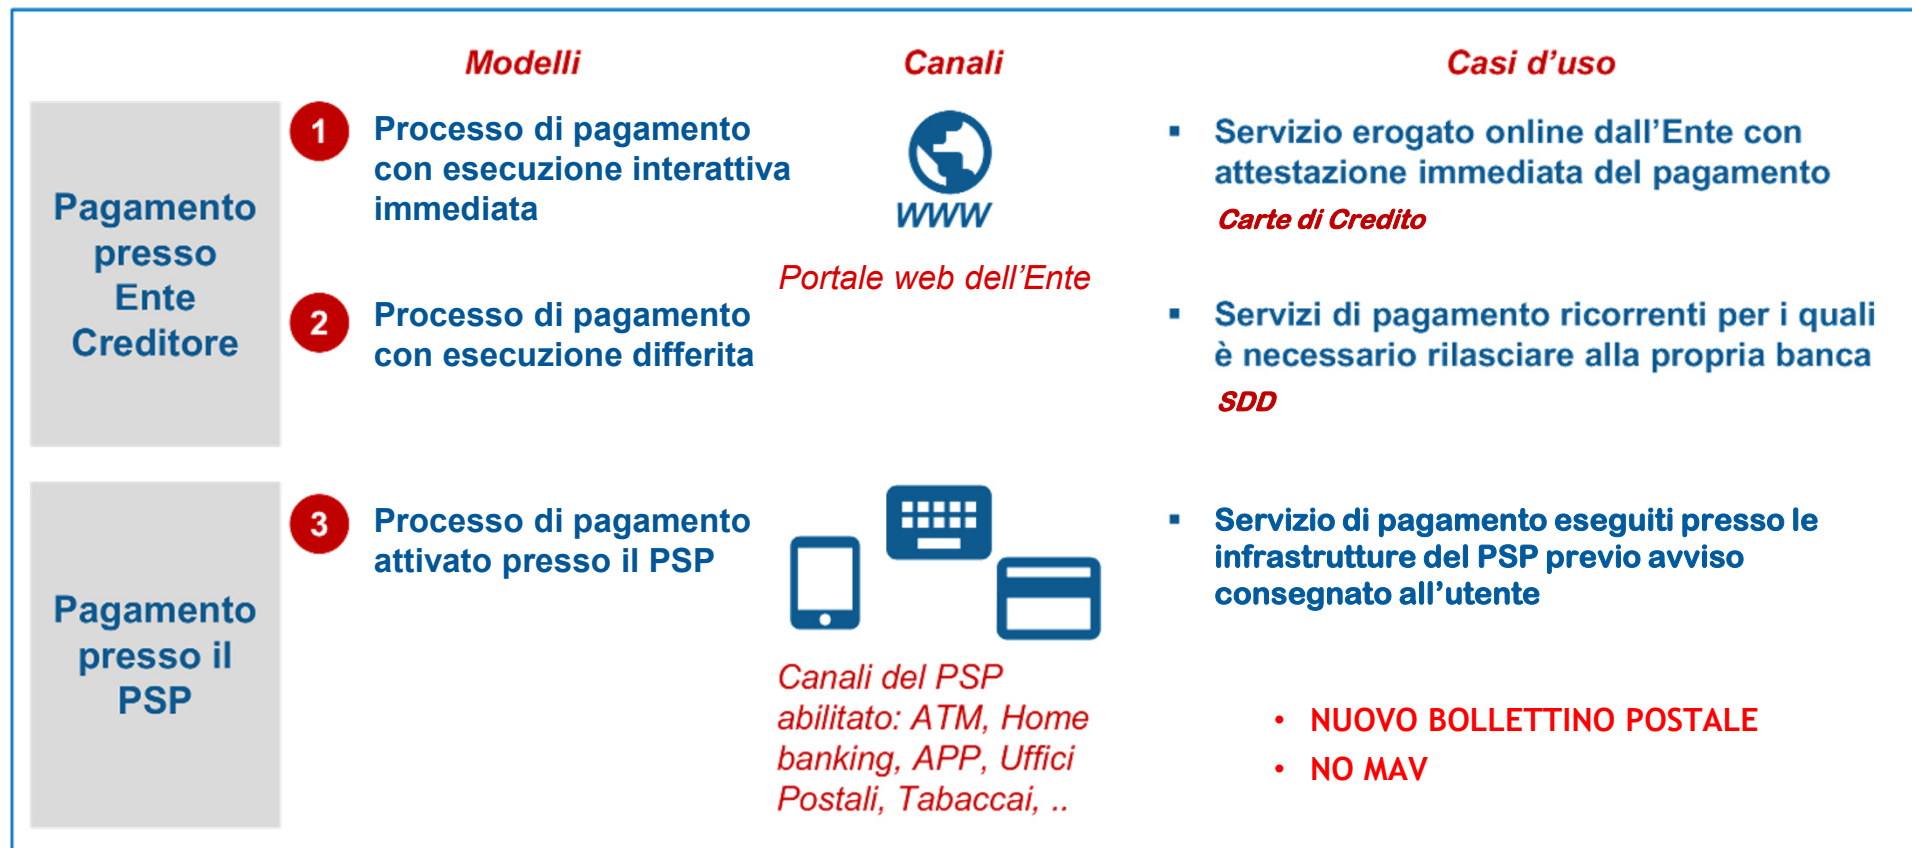 Modelli
Canali
Casi d'uso
Pagamento
presso
Ente
Creditore
1
Processo di pagamento
con esecuzione interattiva
immediata
www
Portale web dell'Ente
▪ Servizio erogato online dall'Ente con
attestazione immediata del pagamento
Carte di Credito
2
Processo di pagamento
con esecuzione differita
▪ Servizi di pagamento ricorrenti per i quali
è necessario rilasciare alla propria banca
SDD
Pagamento
presso il
PSP
3
Processo di pagamento
attivato presso il PSP
Canali del PSP
abilitato: ATM, Home
banking, APP, Uffici
Postali, Tabaccai, ..
▪ Servizio di pagamento eseguiti presso le
infrastrutture del PSP previo avviso
consegnato all'utente
• NUOVO BOLLETTINO POSTALE
• NO MAV